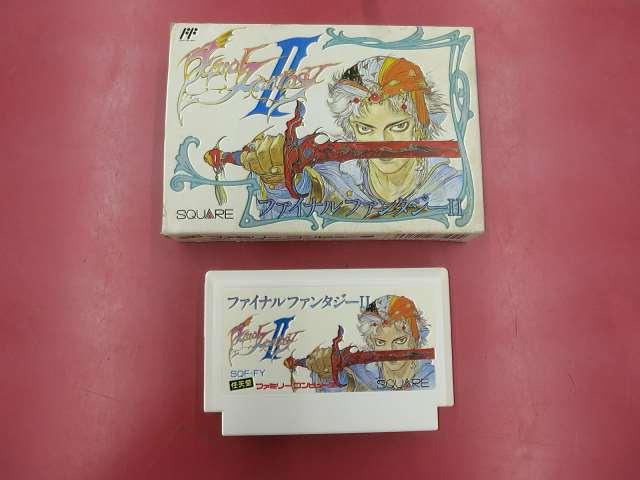 FF
Final Fantasy II
ファイナルファンタジーII
SQUARE
ファイナルファンタジーII
Final Fantasy II
SQF-FY
任天堂 ファミリーコンピュータ
SQUARE